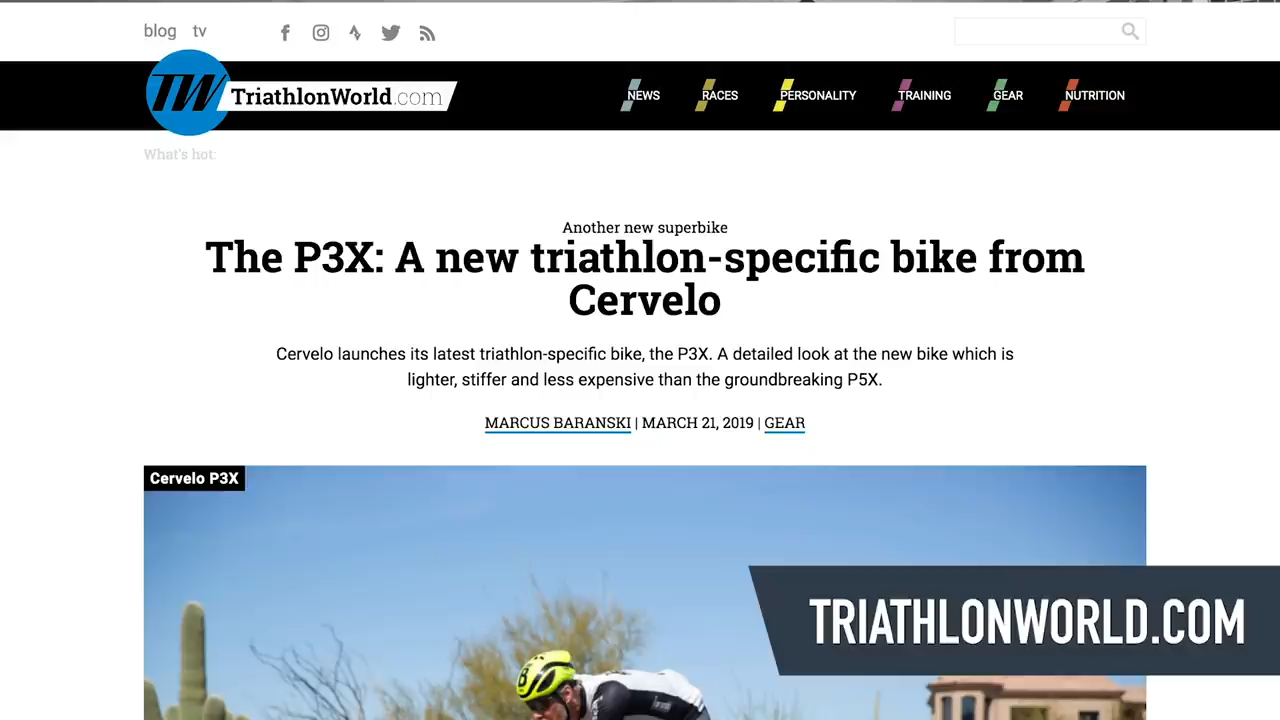 blog tv
TW TriathlonWorld.com
NEWS RACES PERSONALITY TRAINING GEAR NUTRITION
What's hot:
Another new superbike
The P3X: A new triathlon-specific bike from
Cervelo
Cervelo launches its latest triathlon-specific bike, the P3X. A detailed look at the new bike which is
lighter, stiffer and less expensive than the groundbreaking P5X.
MARCUS BARANSKI | MARCH 21, 2019 | GEAR
Cervelo P3X
B
TRIATHLONWORLD.COM